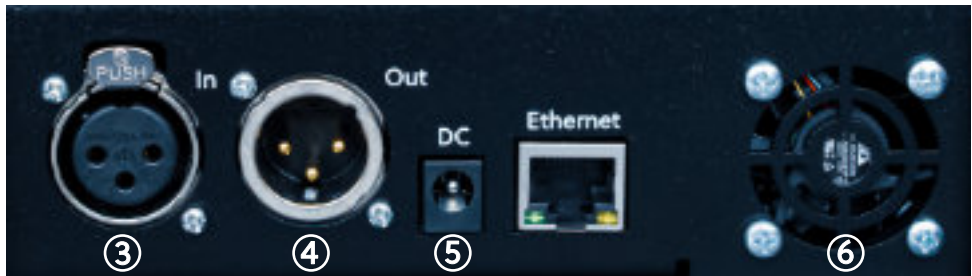 PUSH
In
Out
DC
Ethernet
③
④
⑤
⑥